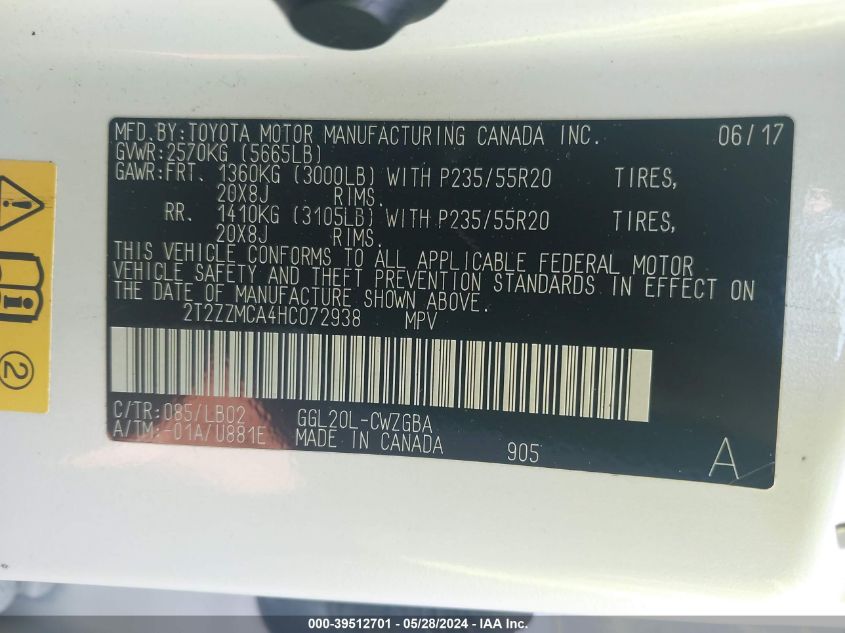 MFD.BY:TOYOTA MOTOR MANUFACTURING CANADA INC. 06/17
GVWR:2570KG (5665LB)
GAWR:FRT. 1360KG (3000LB) WITH P235/55R20 TIRES,
20X8J RIMS.
RR. 1410KG (3105LB) WITH P235/55R20 TIRES,
20X8J RIMS.
THIS VEHICLE CONFORMS TO ALL APPLICABLE FEDERAL MOTOR
VEHICLE SAFETY AND THEFT PREVENTION STANDARDS IN EFFECT ON
THE DATE OF MANUFACTURE SHOWN ABOVE.
2T2ZZMCA4HC072938 MPV
C/TR:085/LB02 GGL20L-CWZGBA
A/TM:-01A/U881E MADE IN CANADA 905 A
2
000-39512701 - 05/28/2024 - IAAI.com